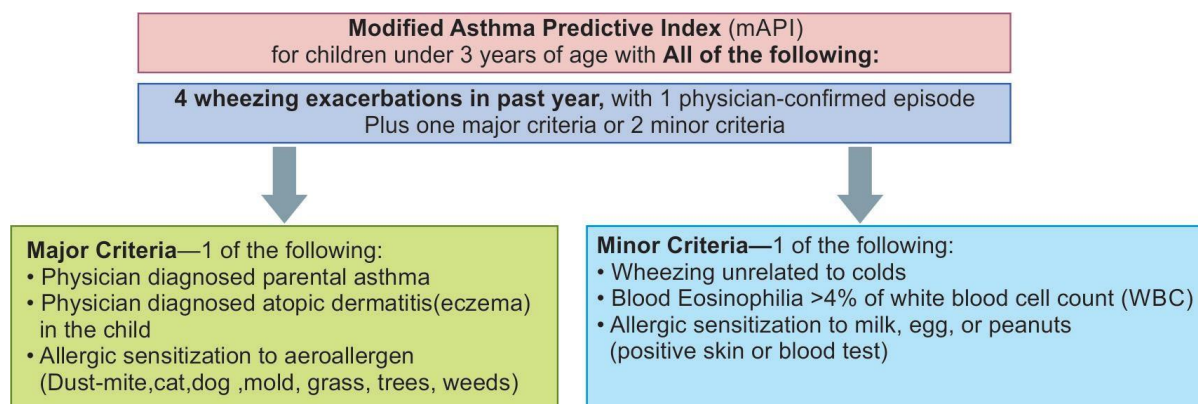 Modified Asthma Predictive Index (mAPI)
for children under 3 years of age with All of the following:
4 wheezing exacerbations in past year, with 1 physician-confirmed episode
Plus one major criteria or 2 minor criteria
Major Criteria—1 of the following:
• Physician diagnosed parental asthma
• Physician diagnosed atopic dermatitis(eczema)
in the child
• Allergic sensitization to aeroallergen
(Dust-mite,cat,dog ,mold, grass, trees, weeds)
Minor Criteria—1 of the following:
• Wheezing unrelated to colds
• Blood Eosinophilia >4% of white blood cell count (WBC)
• Allergic sensitization to milk, egg, or peanuts
(positive skin or blood test)